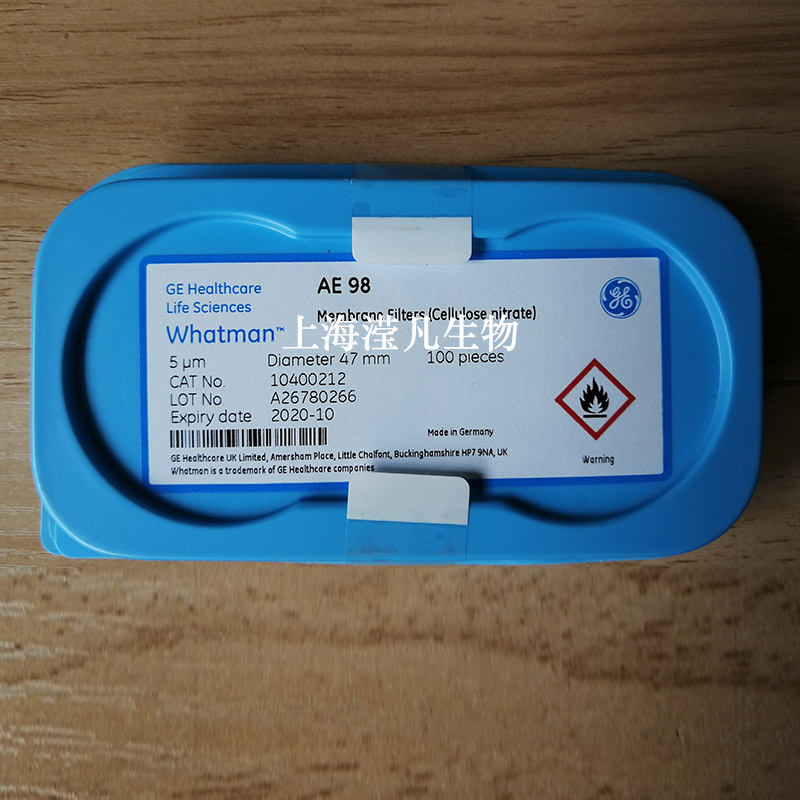 GE Healthcare
Life Sciences
Whatman™
AE 98
Membrane Filters (Cellulose nitrate)
上海滢凡生物
5 µm Diameter 47 mm 100 pieces
CAT No. 10400212
LOT No. A26780266
Expiry date 2020-10
Made in Germany
GE Healthcare UK Limited, Amersham Place, Little Chalfont, Buckinghamshire HP7 9NA, UK
Whatman is a trademark of GE Healthcare companies
GE
Warning